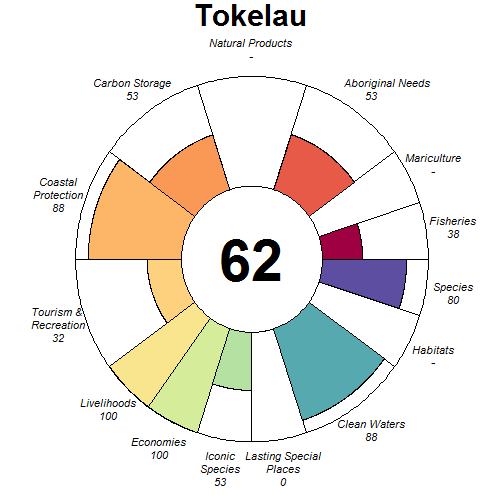 Tokelau
Natural Products
-
Carbon Storage
53
Aboriginal Needs
53
Mariculture
-
Coastal
Protection
88
Fisheries
38
62
Species
80
Tourism &
Recreation
32
Habitats
-
Livelihoods
100
Clean Waters
88
Economies
100
Iconic
Species
53
Lasting Special
Places
0